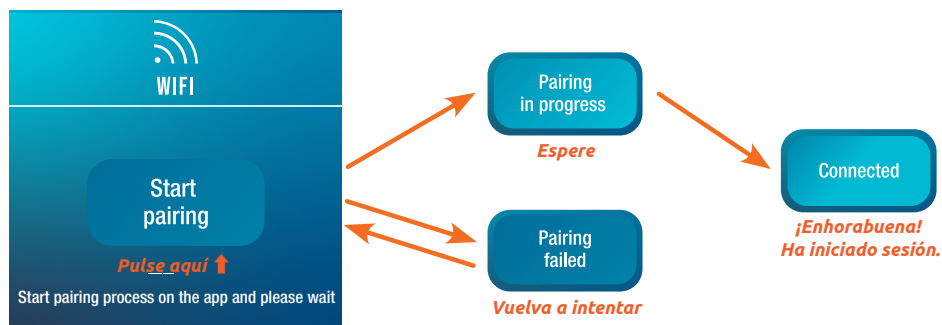 WIFI
Start
pairing
Pulse aquí
Start pairing process on the app and please wait
Pairing
in progress
Espere
Pairing
failed
Vuelva a intentar
Connected
¡Enhorabuena!
Ha iniciado sesión.